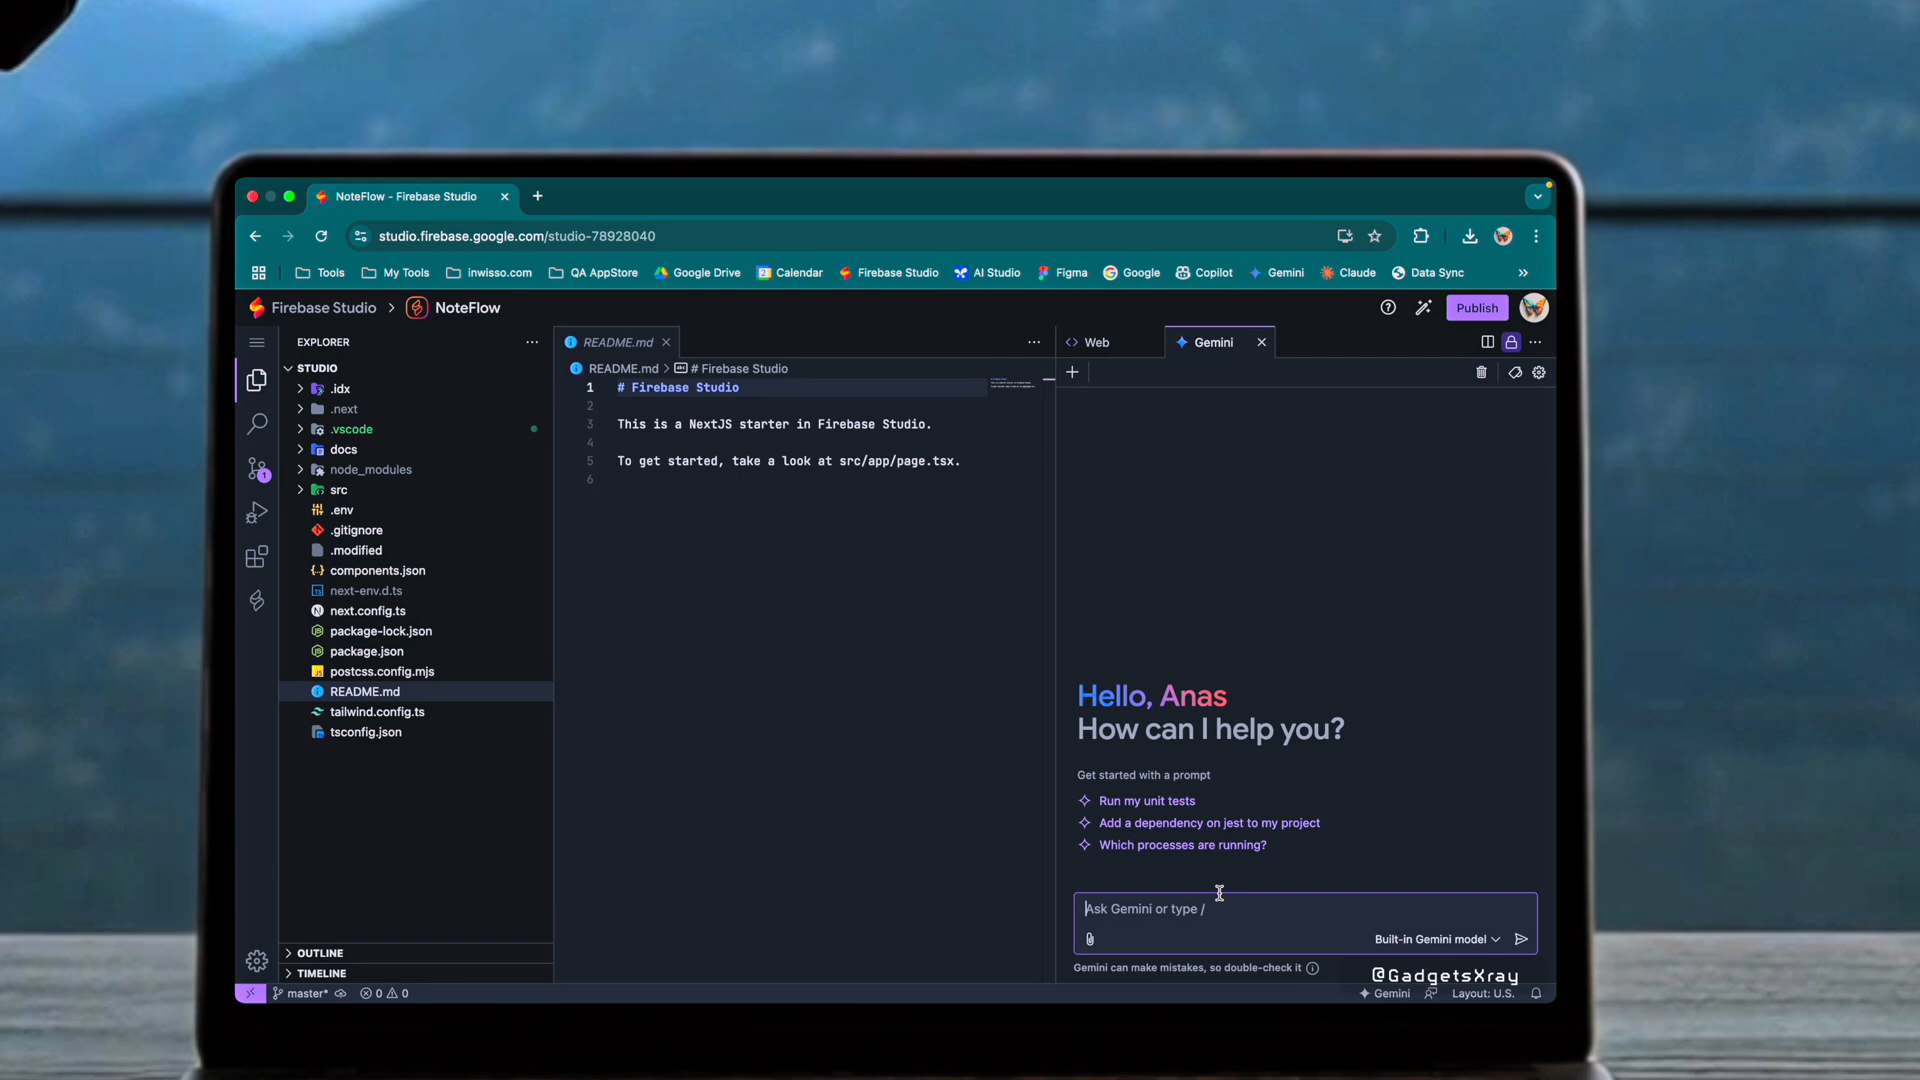 NoteFlow - Firebase Studio
studio.firebase.google.com/studio-78928040
Tools My Tools inwisso.com QA AppStore Google Drive Calendar Firebase Studio AI Studio Figma Google Copilot Gemini Claude Data Sync
Firebase Studio > NoteFlow
Publish
EXPLORER
STUDIO
.idx
.next
.vscode
docs
node_modules
src
.env
.gitignore
.modified
components.json
next-env.d.ts
next.config.ts
package-lock.json
package.json
postcss.config.mjs
README.md
tailwind.config.ts
tsconfig.json
OUTLINE
TIMELINE
README.md
README.md > # Firebase Studio
1 # Firebase Studio
2
3 This is a NextJS starter in Firebase Studio.
4
5 To get started, take a look at src/app/page.tsx.
6
Web Gemini
Hello, Anas
How can I help you?
Get started with a prompt
Run my unit tests
Add a dependency on jest to my project
Which processes are running?
Ask Gemini or type /
Built-in Gemini model
Gemini can make mistakes, so double-check it
@GadgetsXray
master* 0 0 Gemini Layout: U.S.